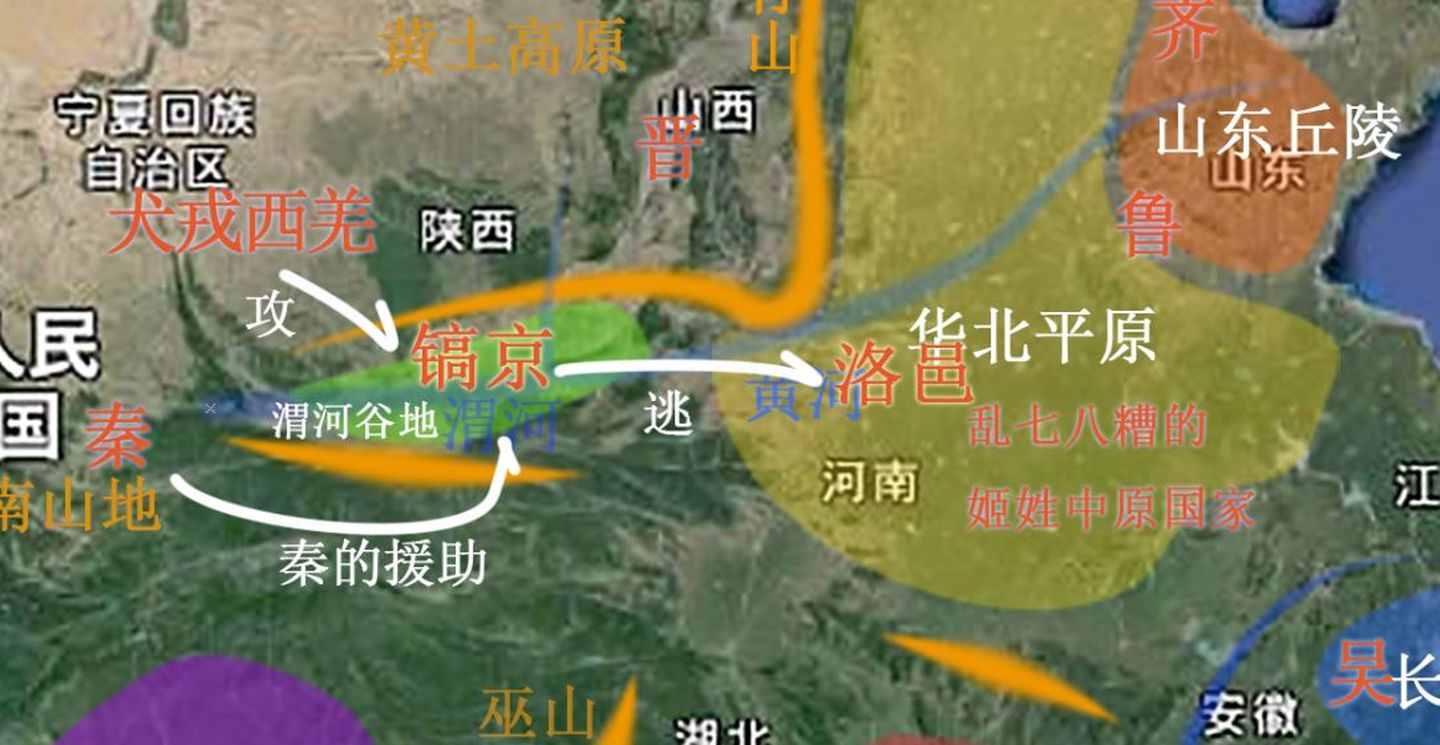 黄土高原
山
齐
宁夏回族
自治区
山西
晋
山东丘陵
山东
犬戎西羌
陕西
鲁
攻
人民
国
镐京
华北平原
洛邑
黄河
秦
渭河谷地
渭河
逃
乱七八糟的
姬姓中原国家
南山地
河南
江
秦的援助
吴
长
巫山
湖北
安徽